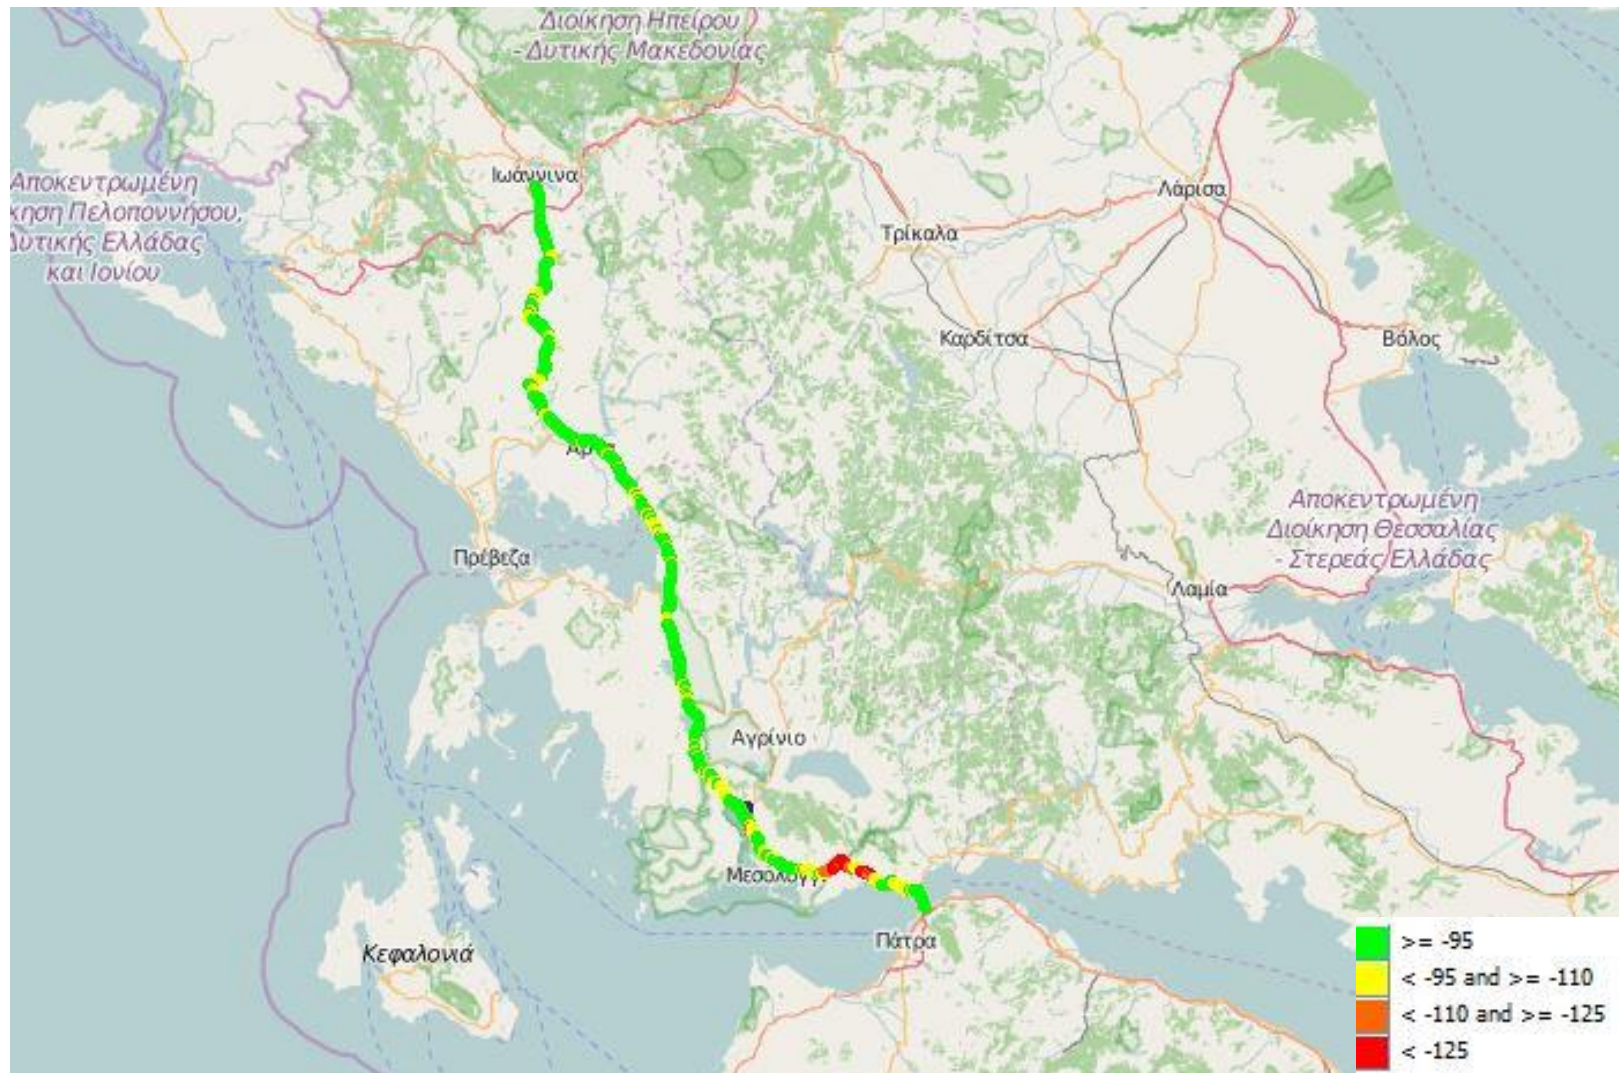 Διοίκηση Ηπείρου
- Δυτικής Μακεδονίας
Ιωάννινα
Αποκεντρωμένη
κηση Πελοποννήσου,
Δυτικής Ελλάδας
και Ιονίου
Λάρισα
Τρίκαλα
Καρδίτσα
Βόλος
Αποκεντρωμένη
Διοίκηση Θεσσαλίας
- Στερεάς Ελλάδας
Πρέβεζα
Λαμία
Αγρίνιο
Πάτρα
Κεφαλονιά
>= -95
< -95 and >= -110
< -110 and >= -125
< -125